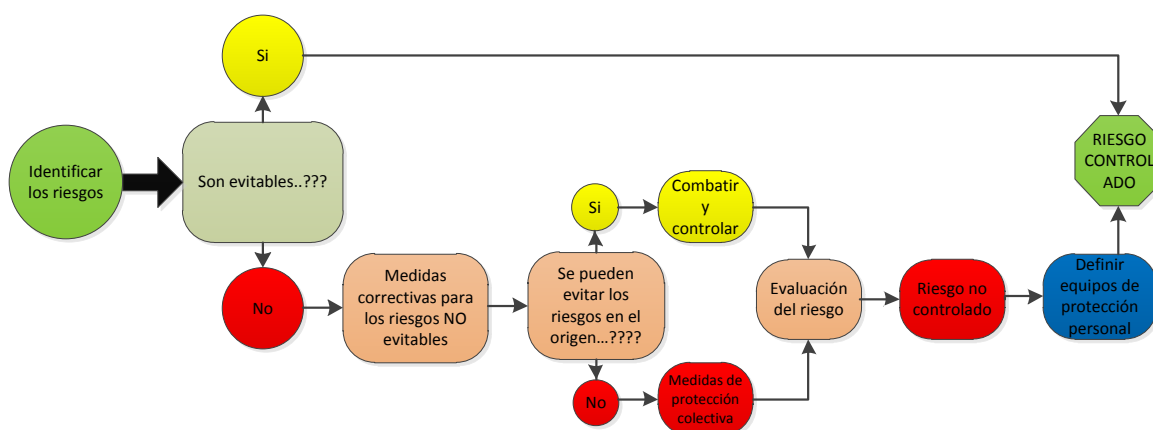 Si
Identificar
los riesgos
Son evitables..???
RIESGO
CONTROL
ADO
No
Medidas
correctivas para
los riesgos NO
evitables
Se pueden
evitar los
riesgos en el
origen...????
Si
Combatir
y
controlar
No
Medidas de
protección
colectiva
Evaluación
del riesgo
Riesgo no
controlado
Definir
equipos de
protección
personal